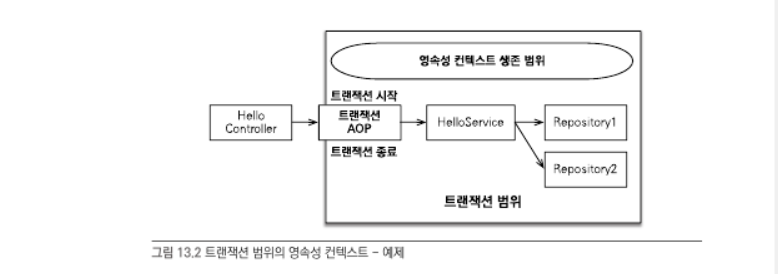 영속성 컨텍스트 생존 범위
트랜잭션 시작
Hello
Controller
트랜잭션
AOP
HelloService
Repository1
트랜잭션 종료
Repository2
트랜잭션 범위
그림 13.2 트랜잭션 범위의 영속성 컨텍스트 - 예제